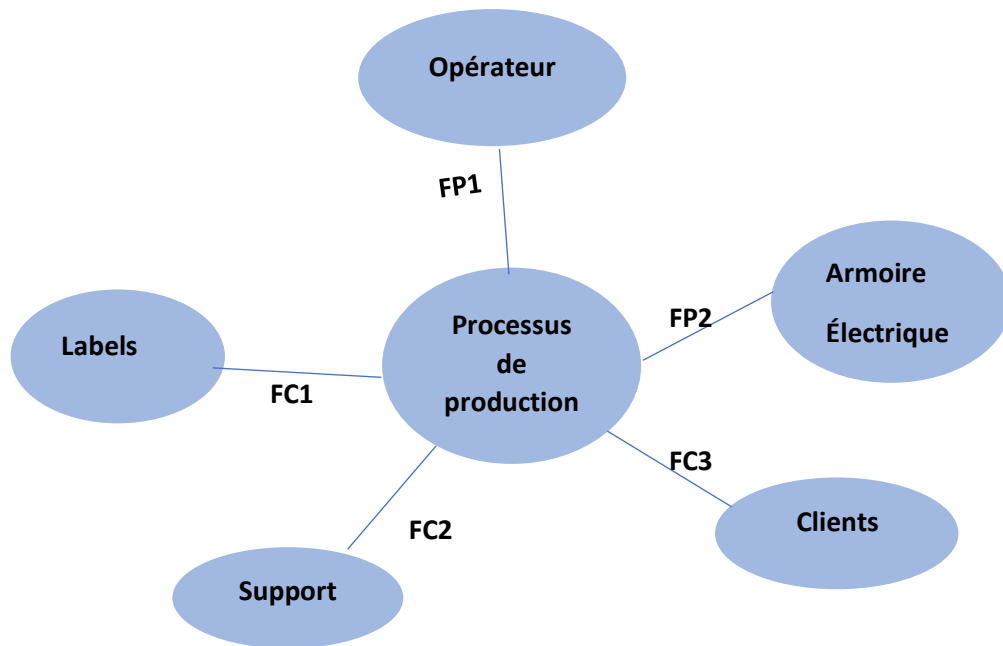 Opérateur
FP1
Armoire
Électrique
FP2
Processus
de
production
Labels
FC1
FC3
Clients
FC2
Support